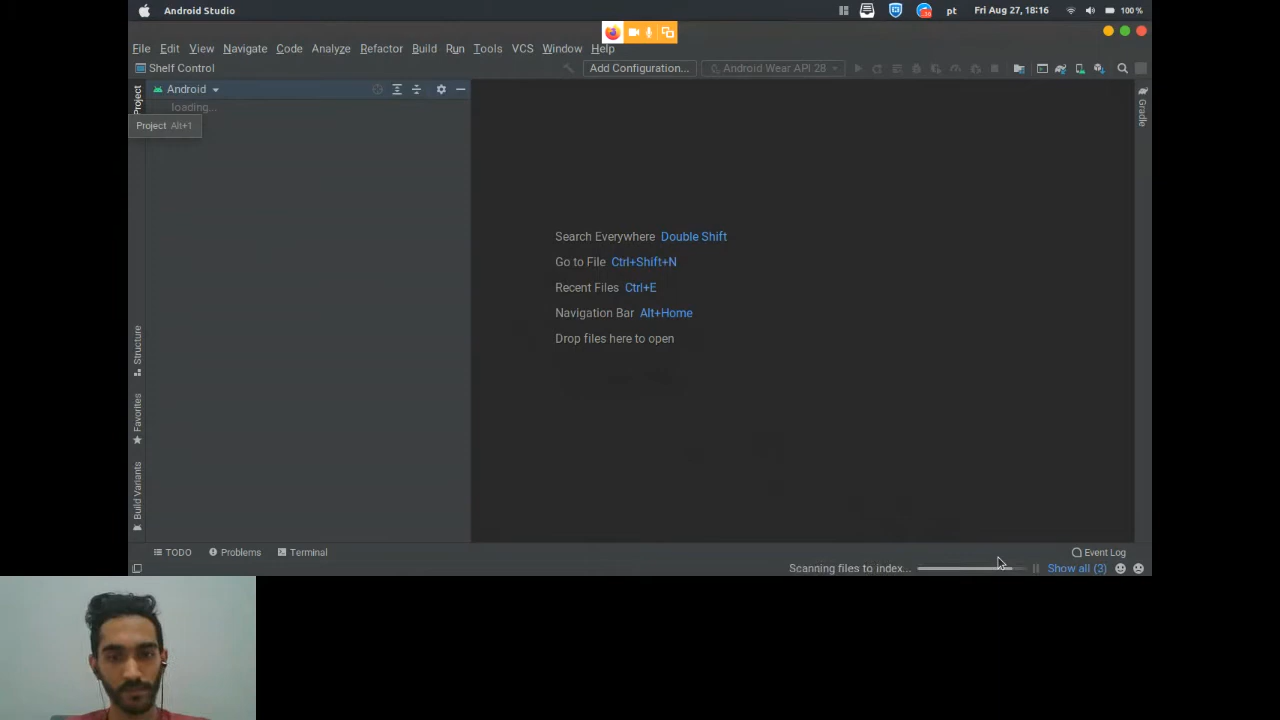 Android Studio
pt
Fri Aug 27, 18:16
100 %
File Edit View Navigate Code Analyze Refactor Build Run Tools VCS Window Help
Shelf Control
Add Configuration...
Android Wear API 28
Project
Android
loading...
Project Alt+1
Gradle
Search Everywhere Double Shift
Go to File Ctrl+Shift+N
Recent Files Ctrl+E
Navigation Bar Alt+Home
Drop files here to open
Structure
Favorites
Build Variants
TODO
Problems
Terminal
Event Log
Scanning files to index...
Show all (3)